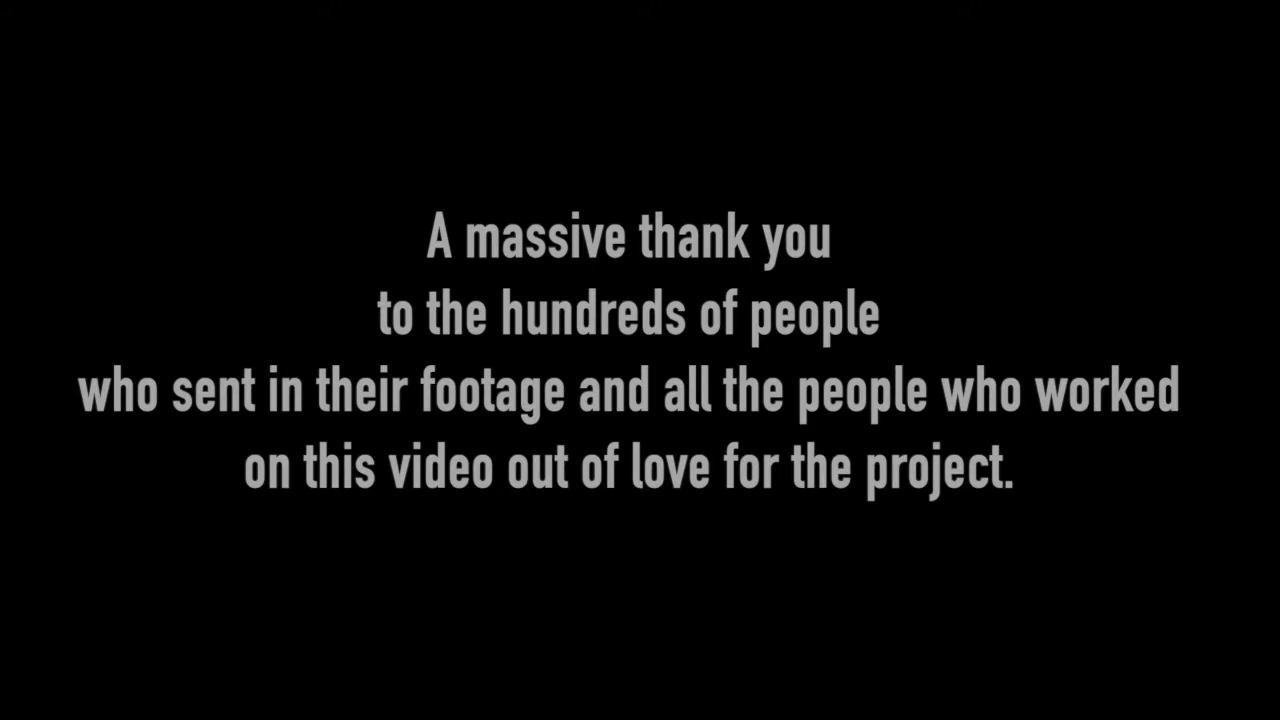 A massive thank you
to the hundreds of people
who sent in their footage and all the people who worked
on this video out of love for the project.